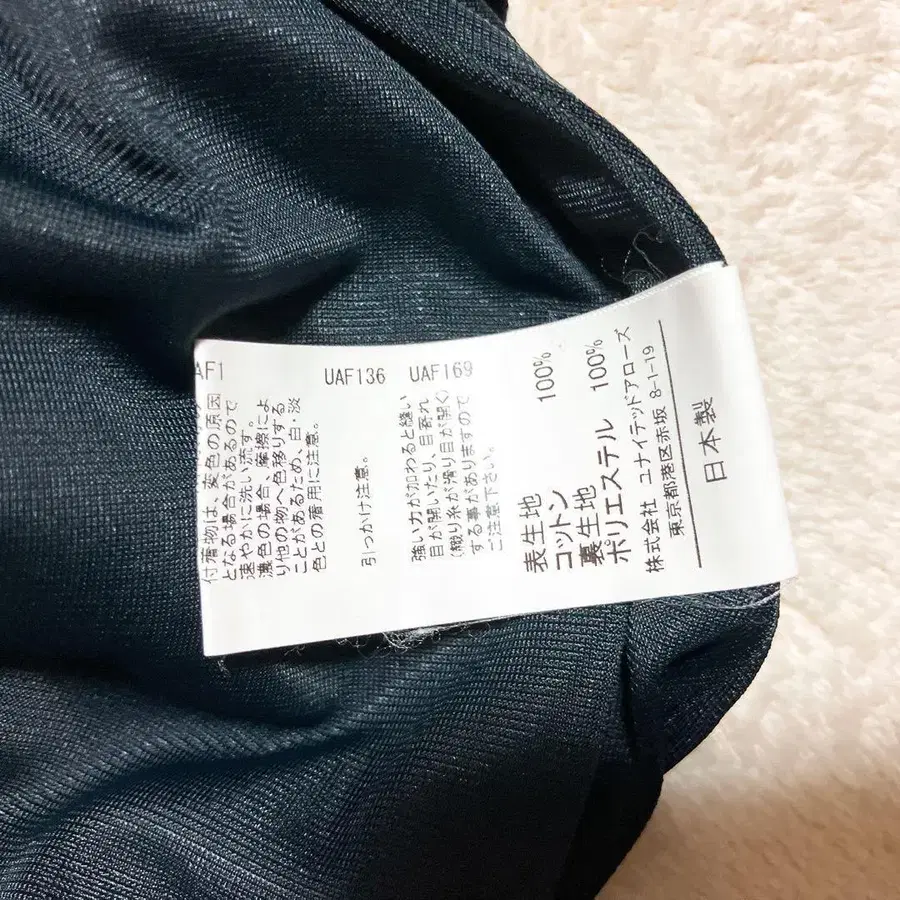 日本製
東京都港区赤坂 8-1-19
株式会社 ユナイテッドアローズ
ポリエステル 100%
裏生地
コットン 100%
表生地
UAF169
強い力が加わると縫い
目が開いたり、目寄れ
(織り糸が滑り目が開く)
する事がありますので
ご注意下さい。
UAF136
引っかけ注意。
AF1
付着物は、変色の原因
となる場合があるので
速やかに洗い流す。
濃色の場合、摩擦によ
り他の物へ色移りする
ことがあるため、白・淡
色との着用に注意。